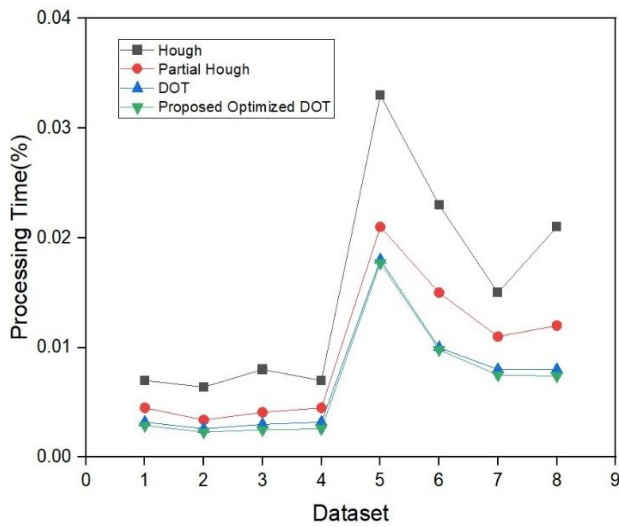 0.04
0.03
0.02
0.01
0.00
Processing Time(%)
Hough
Partial Hough
DOT
Proposed Optimized DOT
0 1 2 3 4 5 6 7 8 9
Dataset